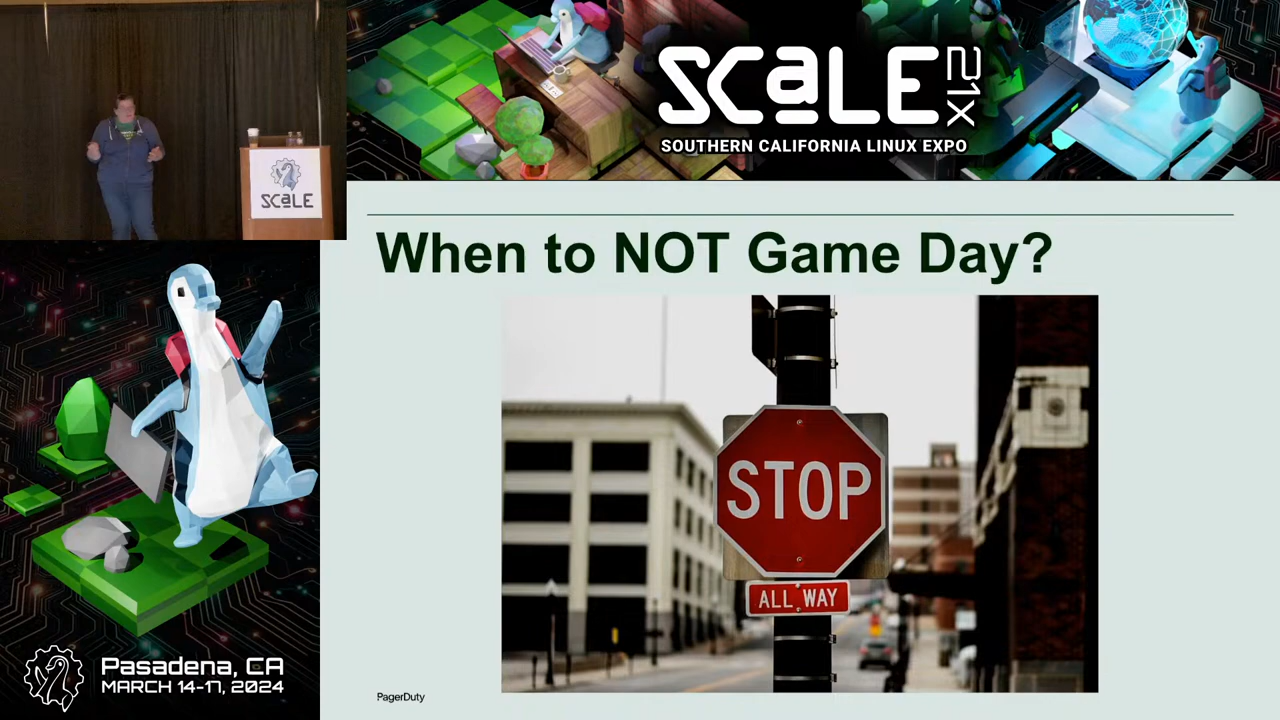 SCaLE 21X
SOUTHERN CALIFORNIA LINUX EXPO
SCaLE
When to NOT Game Day?
STOP
ALL WAY
PagerDuty
Pasadena, CA
MARCH 14-17, 2024